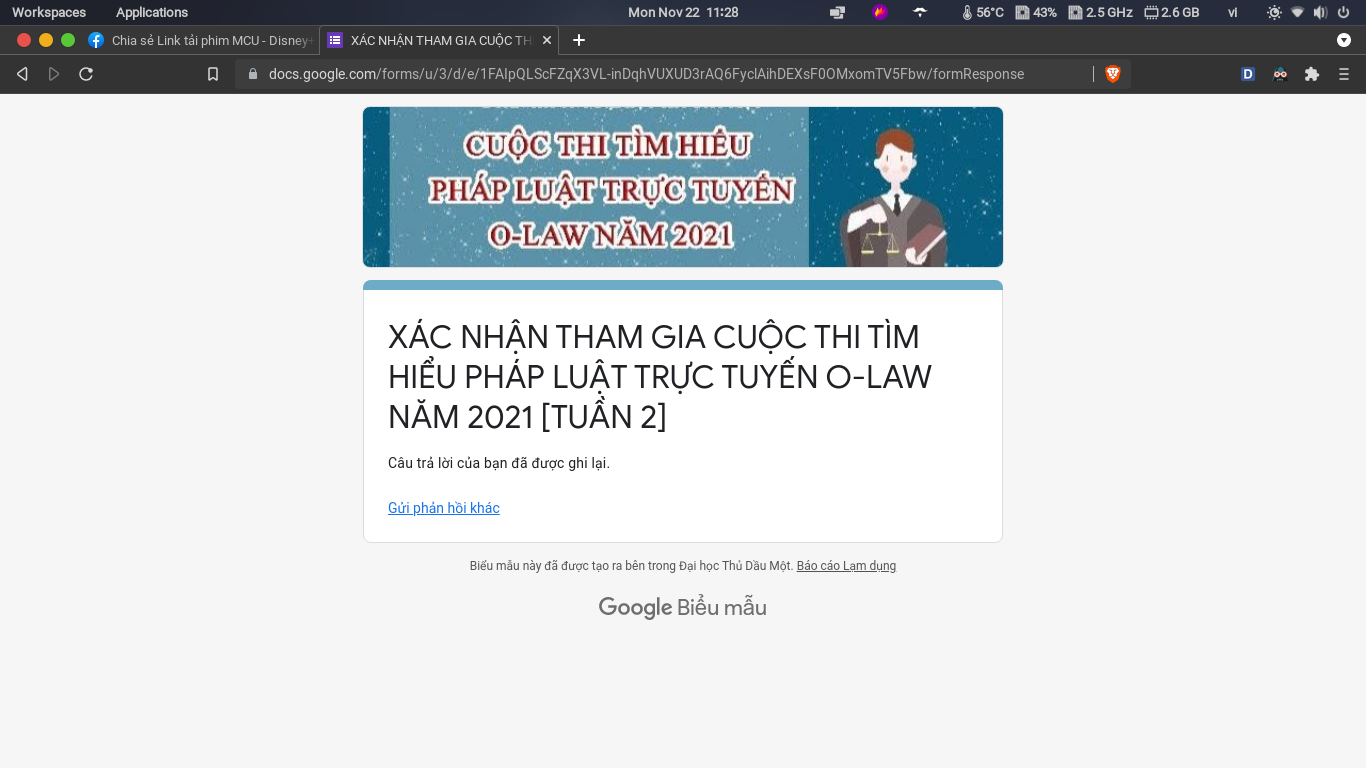 Workspaces Applications Mon Nov 22 11:28 56°C 43% 2.5 GHz 2.6 GB vi
Chia sẻ Link tải phim MCU - Disney+ XÁC NHẬN THAM GIA CUỘC TH
docs.google.com/forms/u/3/d/e/1FAIpQLScFZqX3VL-inDqhVUXUD3rAQ6FyclAihDEXsF0OMxomTV5Fbw/formResponse D
CUỘC THI TÌM HIỂU
PHÁP LUẬT TRỰC TUYẾN
O-LAW NĂM 2021
XÁC NHẬN THAM GIA CUỘC THI TÌM
HIỂU PHÁP LUẬT TRỰC TUYẾN O-LAW
NĂM 2021 [TUẦN 2]
Câu trả lời của bạn đã được ghi lại.
Gửi phản hồi khác
Biểu mẫu này đã được tạo ra bên trong Đại học Thủ Dầu Một. Báo cáo Lạm dụng
Google Biểu mẫu